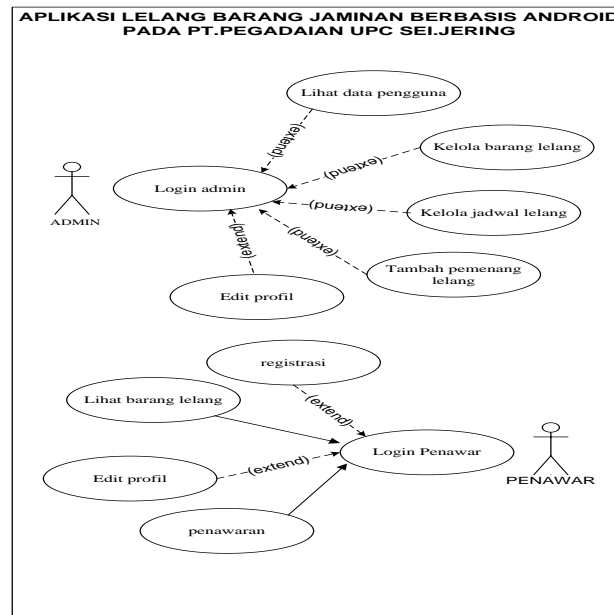 APLIKASI LELANG BARANG JAMINAN BERBASIS ANDROID
PADA PT.PEGADAIAN UPC SEI.JERING
Lihat data pengguna
(extend)
Kelola barang lelang
(extend)
Login admin
ADMIN
(extend)
Kelola jadwal lelang
(extend)
(extend)
Tambah pemenang
lelang
Edit profil
registrasi
Lihat barang lelang
(extend)
Login Penawar
PENAWAR
Edit profil
(extend)
penawaran